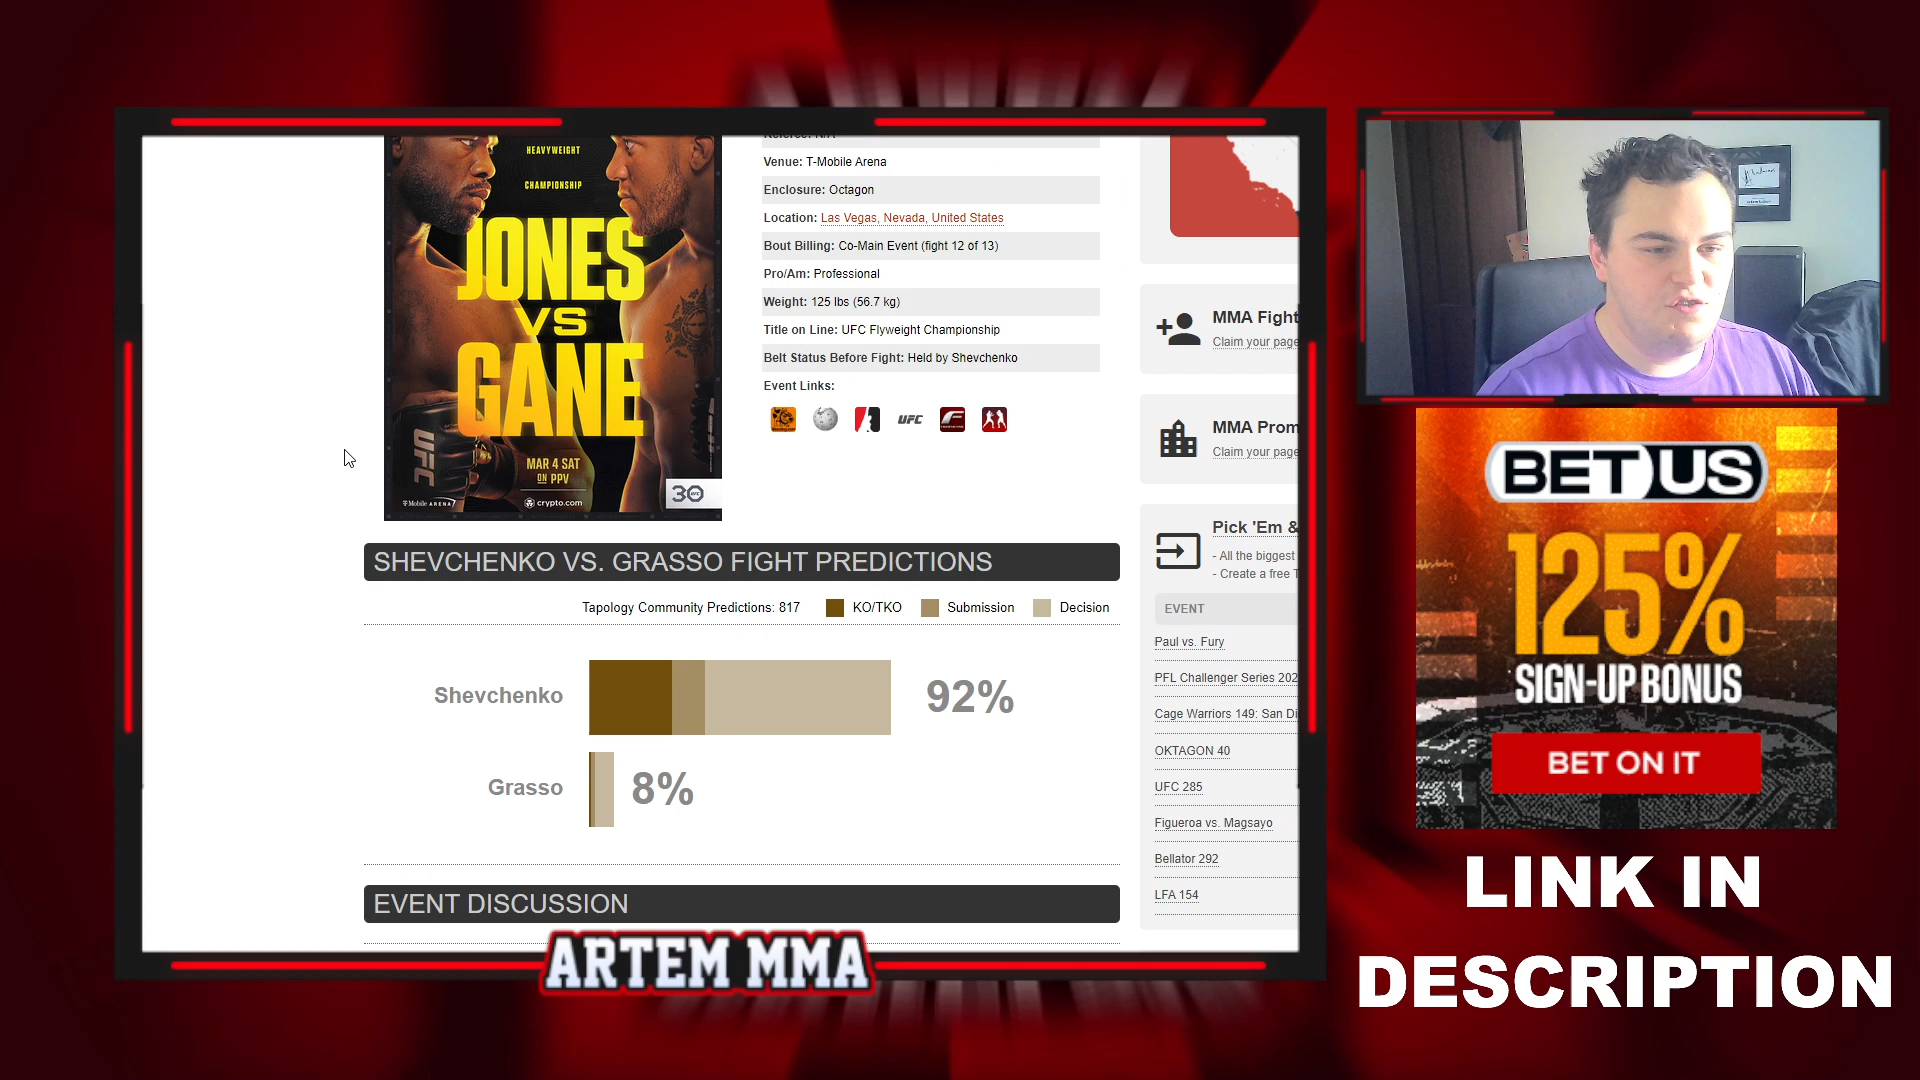 HEAVYWEIGHT
CHAMPIONSHIP
JONES
VS
GANE
UFC
MAR 4 SAT
ON PPV
T Mobile ARENA
crypto.com
30
Referee: N/A
Venue: T-Mobile Arena
Enclosure: Octagon
Location: Las Vegas, Nevada, United States
Bout Billing: Co-Main Event (fight 12 of 13)
Pro/Am: Professional
Weight: 125 lbs (56.7 kg)
Title on Line: UFC Flyweight Championship
Belt Status Before Fight: Held by Shevchenko
Event Links:
UFC
SHEVCHENKO VS. GRASSO FIGHT PREDICTIONS
Tapology Community Predictions: 817 KO/TKO Submission Decision
Shevchenko 92%
Grasso 8%
EVENT DISCUSSION
MMA Fight
Claim your page
MMA Prom
Claim your page
Pick 'Em &
- All the biggest
- Create a free T
EVENT
Paul vs. Fury
PFL Challenger Series 202
Cage Warriors 149: San Di
OKTAGON 40
UFC 285
Figueroa vs. Magsayo
Bellator 292
LFA 154
ARTEM MMA
BETUS
125%
SIGN-UP BONUS
BET ON IT
LINK IN
DESCRIPTION